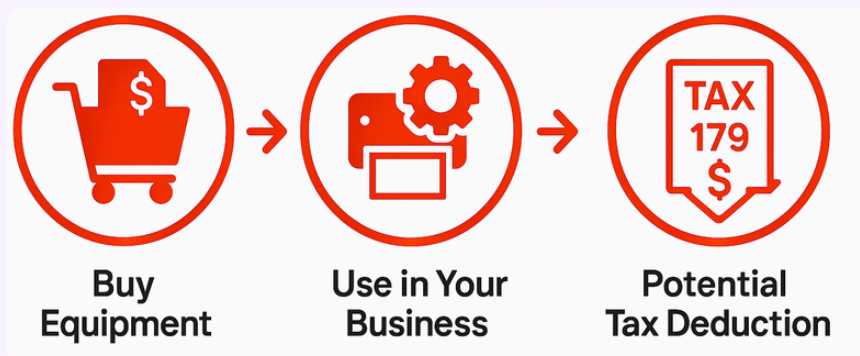 $
TAX
179
$
Buy
Equipment
Use in Your
Business
Potential
Tax Deduction